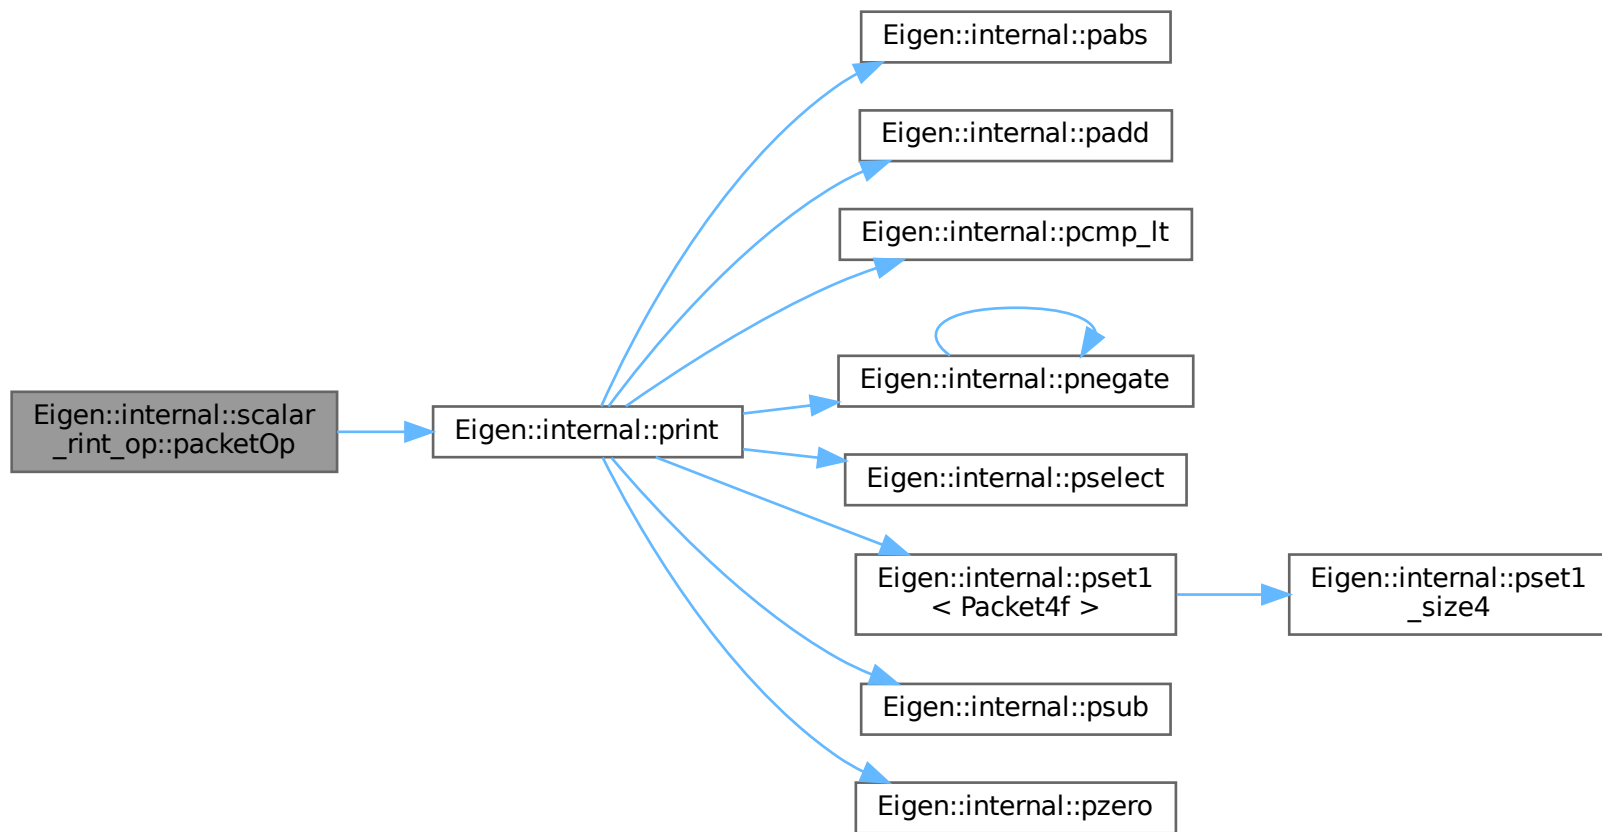 Eigen::internal::pabs
Eigen::internal::padd
Eigen::internal::pcmp_lt
Eigen::internal::pnegate
Eigen::internal::scalar
_rint_op::packetOp
Eigen::internal::print
Eigen::internal::pselect
Eigen::internal::pset1
< Packet4f >
Eigen::internal::pset1
_size4
Eigen::internal::psub
Eigen::internal::pzero